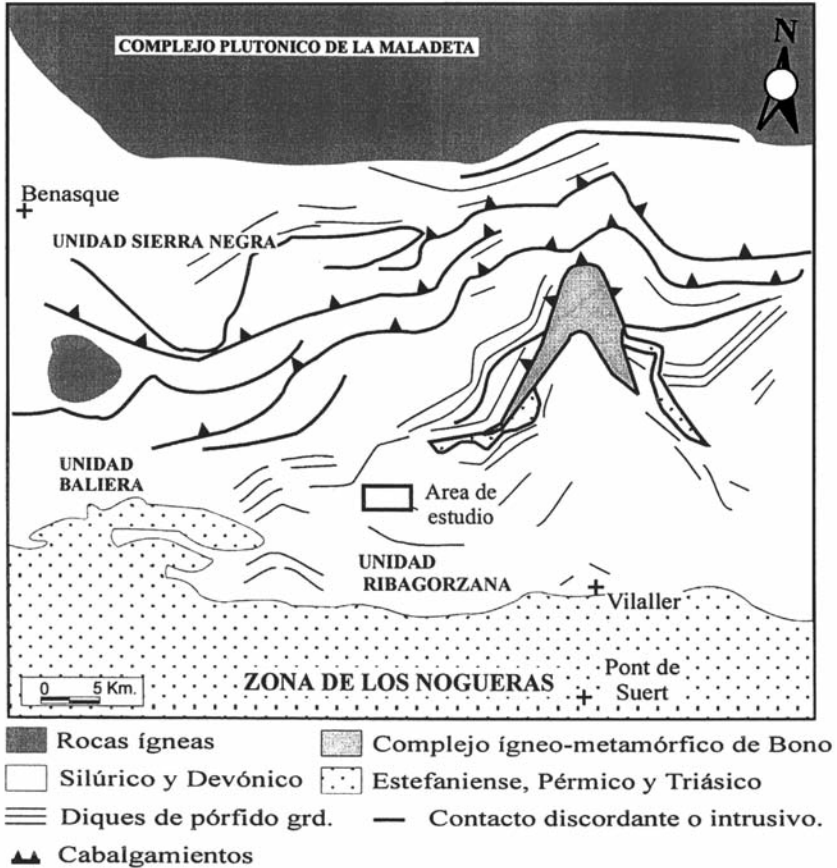 COMPLEJO PLUTONICO DE LA MALADETA
N
Benasque
UNIDAD SIERRA NEGRA
UNIDAD
BALIERA
Area de
estudio
UNIDAD
RIBAGORZANA
Vilaller
ZONA DE LOS NOGUERAS
Pont de
Suert
0 5 Km.
Rocas ígneas
Complejo ígneo-metamórfico de Bono
Silúrico y Devónico
Estefaniense, Pérmico y Triásico
Diques de pórfido grd.
Contacto discordante o intrusivo.
Cabalgamientos